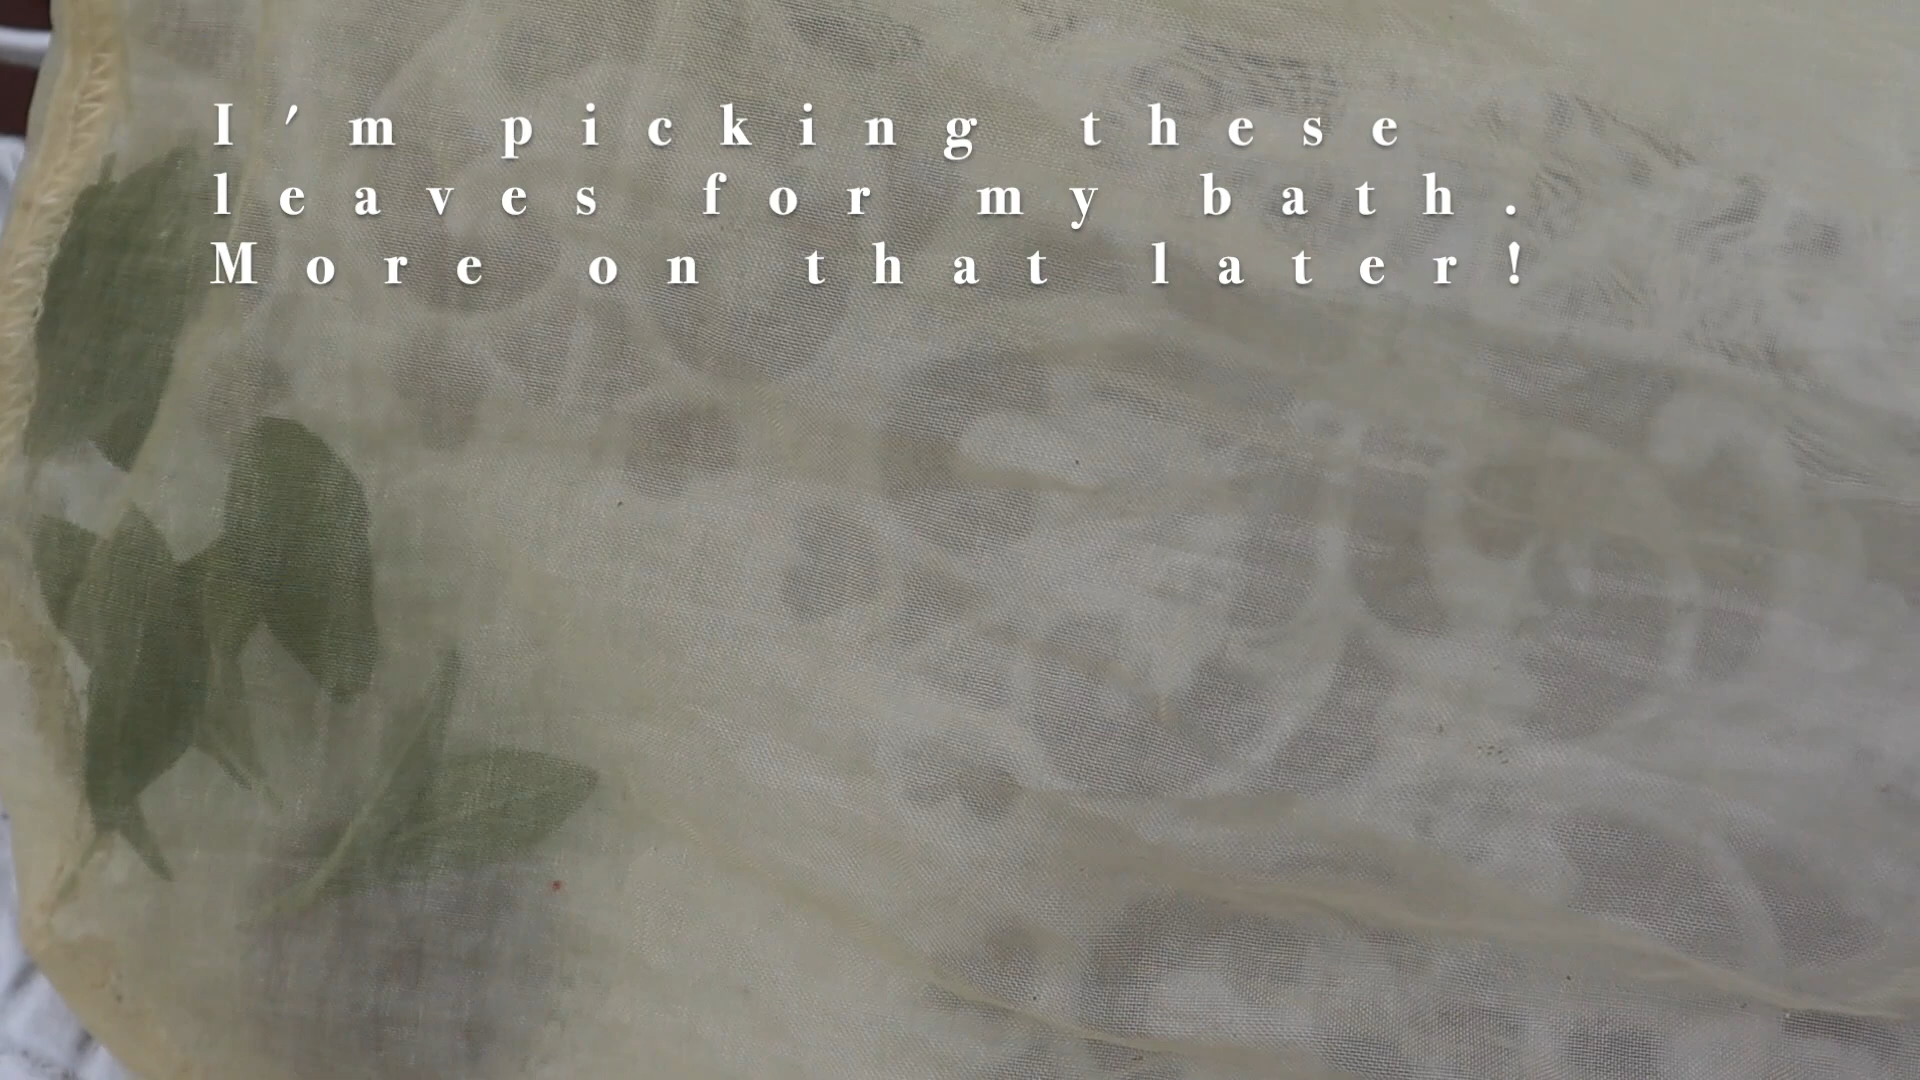 I'm picking these
leaves for my bath.
More on that later!